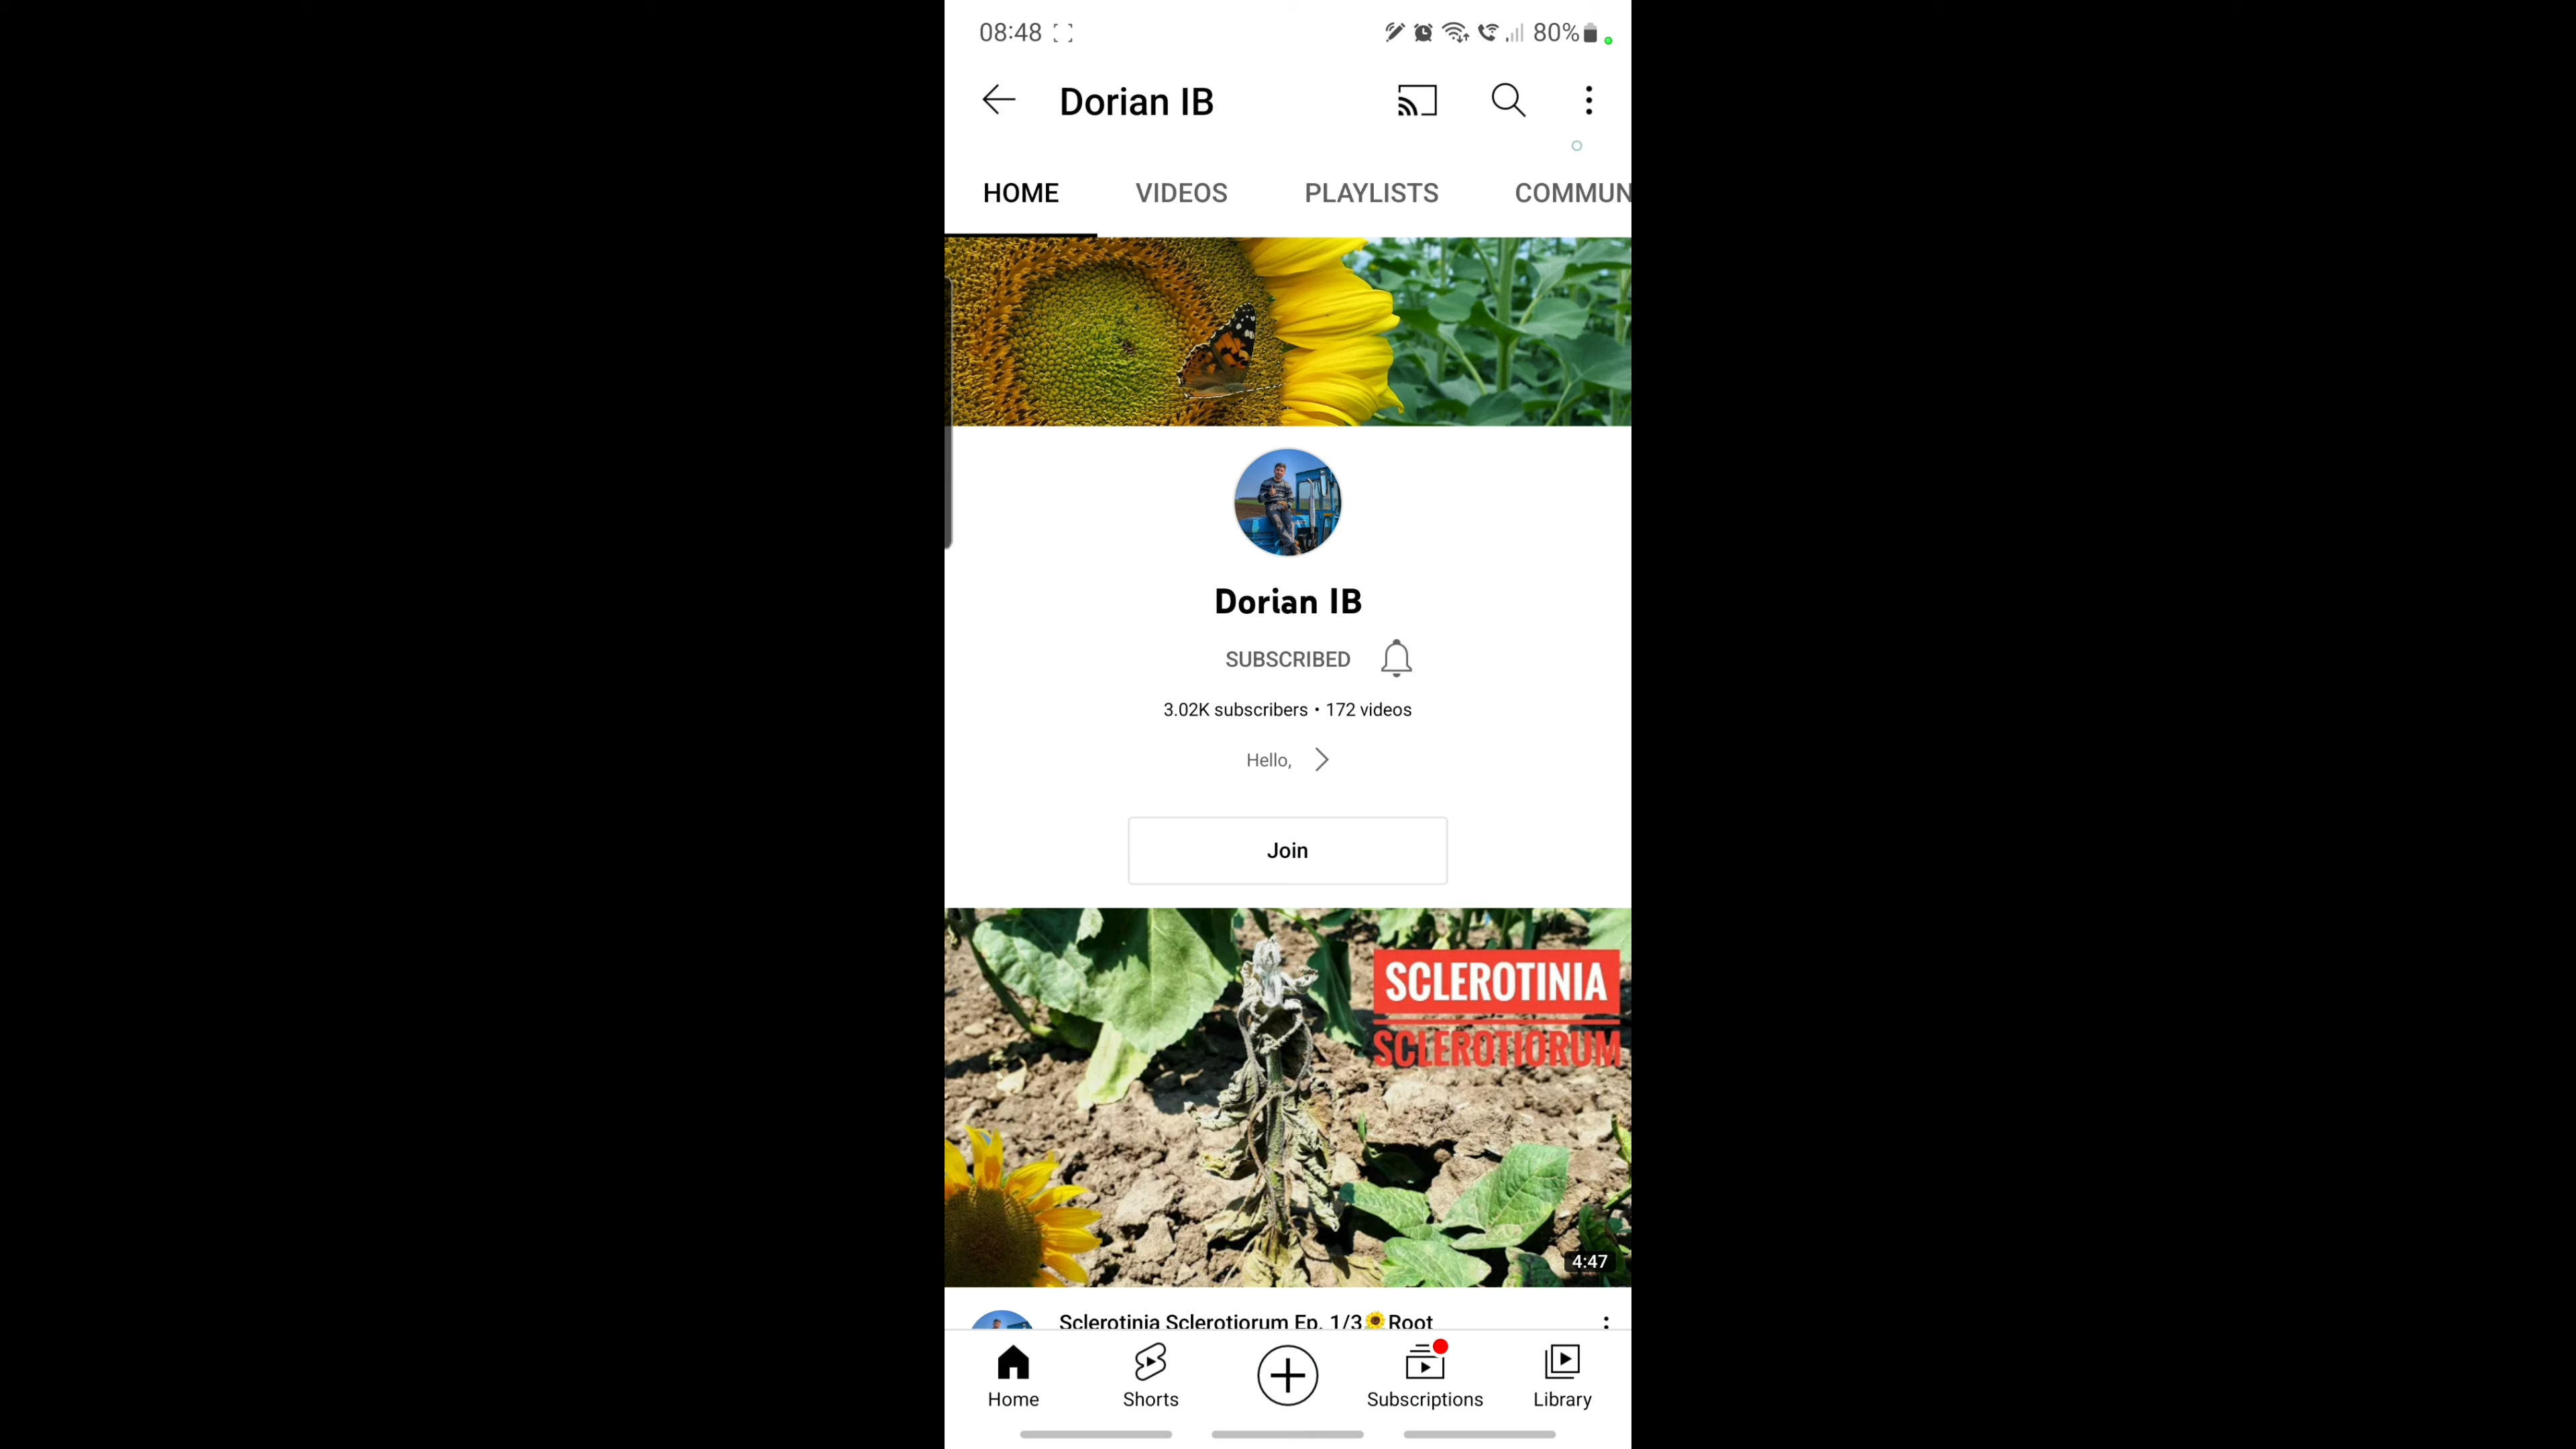 08:48
80%
Dorian IB
HOME
VIDEOS
PLAYLISTS
COMMUN
Dorian IB
SUBSCRIBED
3.02K subscribers • 172 videos
Hello,
Join
SCLEROTINIA
SCLEROTIORUM
4:47
Sclerotinia Sclerotiorum Ep. 1/3🌻Root
Home
Shorts
Subscriptions
Library